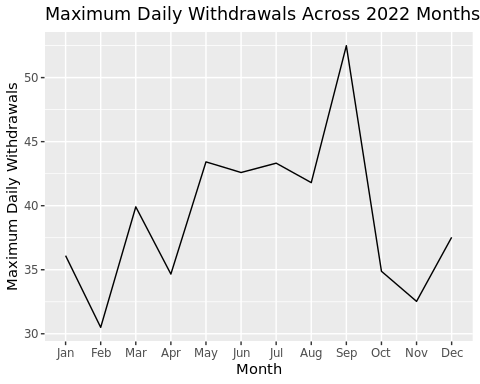 Maximum Daily Withdrawals Across 2022 Months
Maximum Daily Withdrawals
50
45
40
35
30
Jan Feb Mar Apr May Jun Jul Aug Sep Oct Nov Dec
Month